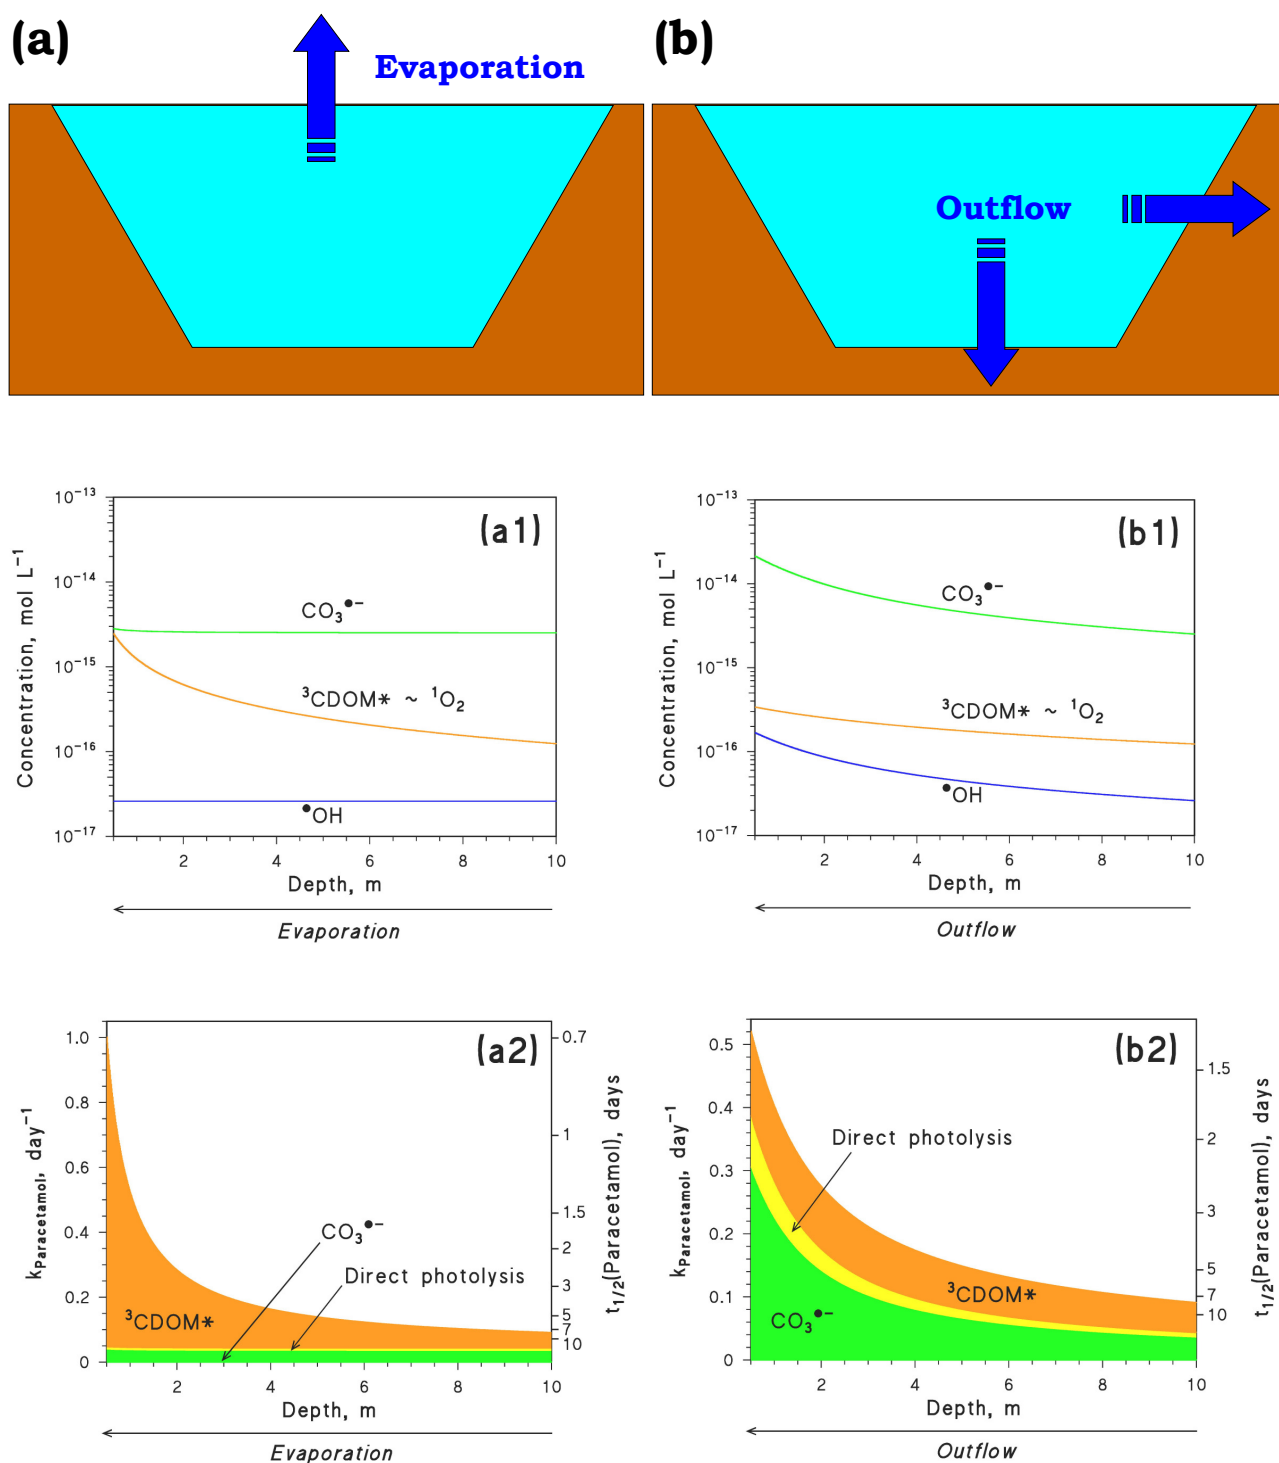 (a)
Evaporation
(b)
Outflow
(a1)
Concentration, mol L⁻¹
10⁻¹³
10⁻¹⁴
10⁻¹⁵
10⁻¹⁶
10⁻¹⁷
CO₃•⁻
³CDOM* ~ ¹O₂
•OH
2 4 6 8 10
Depth, m
Evaporation
(b1)
Concentration, mol L⁻¹
10⁻¹³
10⁻¹⁴
10⁻¹⁵
10⁻¹⁶
10⁻¹⁷
CO₃•⁻
³CDOM* ~ ¹O₂
•OH
2 4 6 8 10
Depth, m
Outflow
(a2)
kParacetamol, day⁻¹
1.0
0.8
0.6
0.4
0.2
0
CO₃•⁻
Direct photolysis
³CDOM*
0.7
1
1.5
2
3
5
7
10
t1/2(Paracetamol), days
2 4 6 8 10
Depth, m
Evaporation
(b2)
kParacetamol, day⁻¹
0.5
0.4
0.3
0.2
0.1
0
Direct photolysis
³CDOM*
CO₃•⁻
1.5
2
3
5
7
10
t1/2(Paracetamol), days
2 4 6 8 10
Depth, m
Outflow